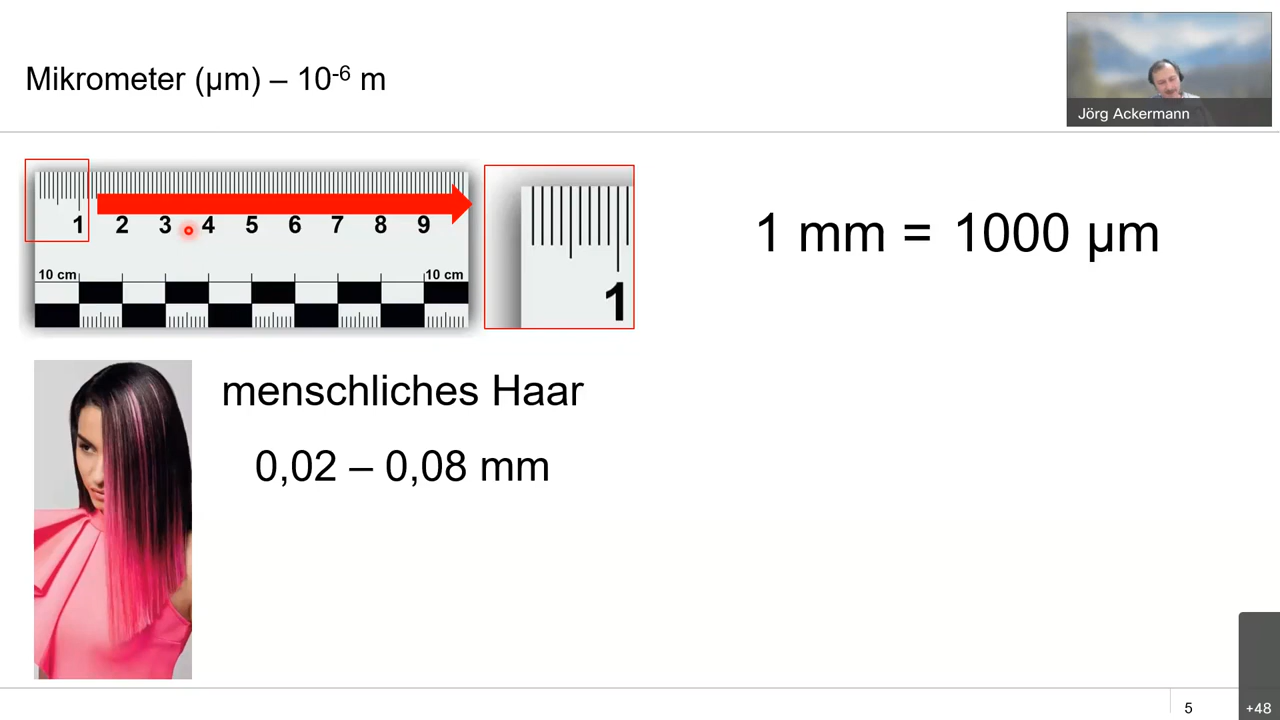 Mikrometer (µm) – 10-6 m
Jörg Ackermann
1 2 3 4 5 6 7 8 9
10 cm 10 cm
1
1 mm = 1000 µm
menschliches Haar
0,02 – 0,08 mm
5
+48